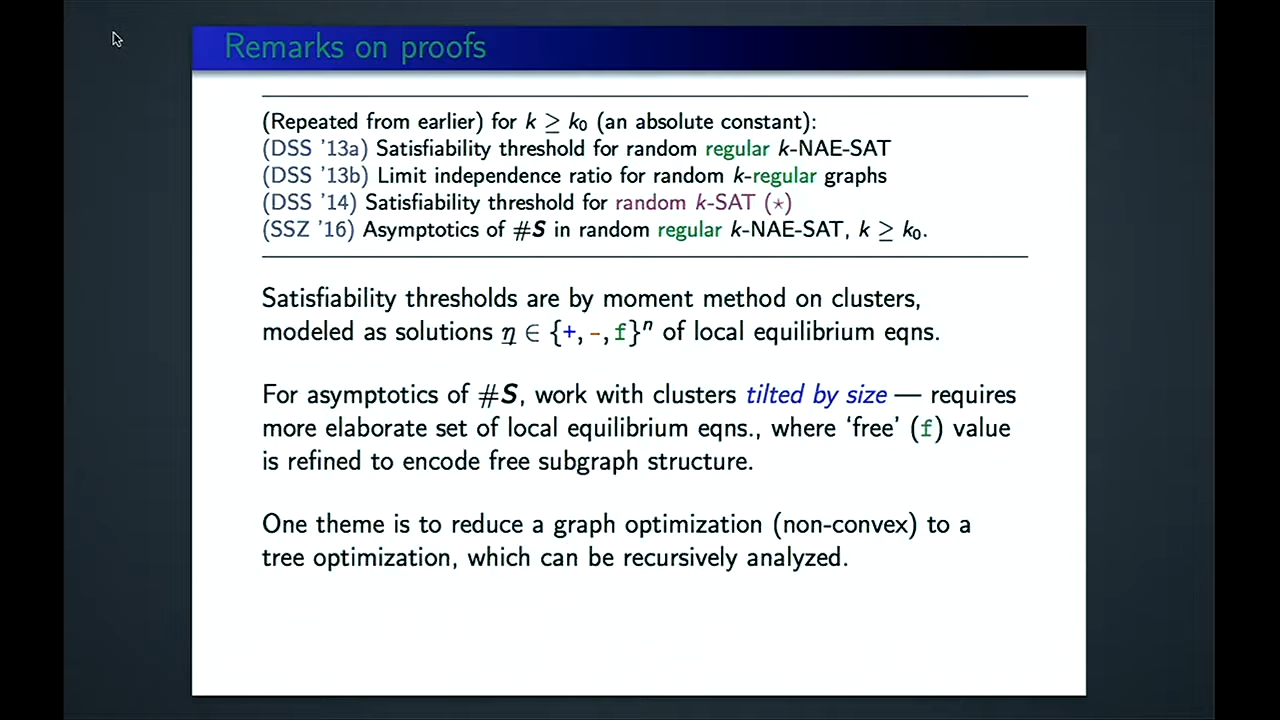 Remarks on proofs
(Repeated from earlier) for k ≥ k₀ (an absolute constant):
(DSS '13a) Satisfiability threshold for random regular k-NAE-SAT
(DSS '13b) Limit independence ratio for random k-regular graphs
(DSS '14) Satisfiability threshold for random k-SAT (⋆)
(SSZ '16) Asymptotics of #S in random regular k-NAE-SAT, k ≥ k₀.
Satisfiability thresholds are by moment method on clusters,
modeled as solutions η ∈ {+,-,f}ⁿ of local equilibrium eqns.
For asymptotics of #S, work with clusters tilted by size — requires
more elaborate set of local equilibrium eqns., where 'free' (f) value
is refined to encode free subgraph structure.
One theme is to reduce a graph optimization (non-convex) to a
tree optimization, which can be recursively analyzed.